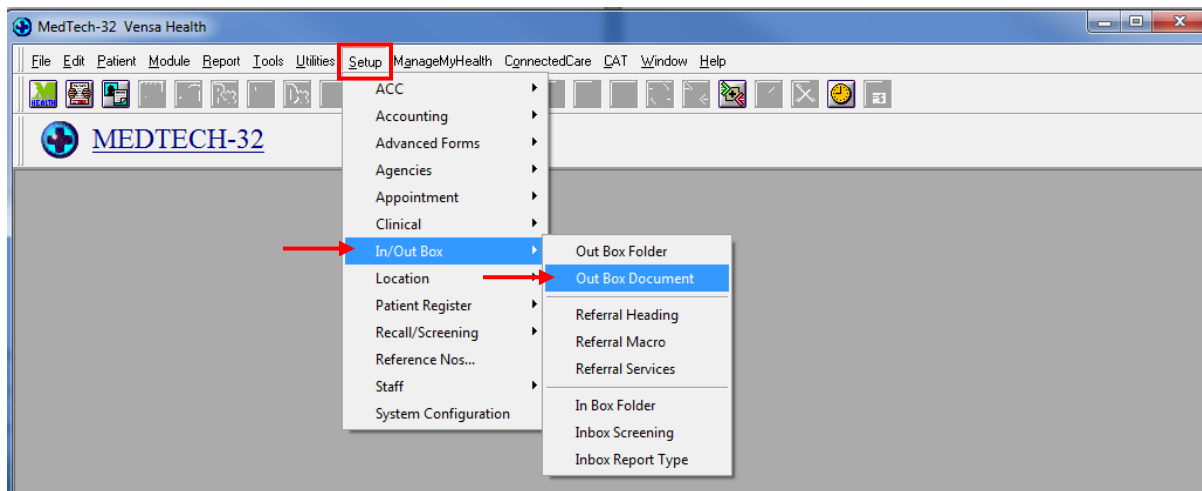 MedTech-32 Vensa Health
File Edit Patient Module Report Tools Utilities Setup ManageMyHealth ConnectedCare CAT Window Help
HEALTH Rx Dx
MEDTECH-32
ACC
Accounting
Advanced Forms
Agencies
Appointment
Clinical
In/Out Box
Location
Patient Register
Recall/Screening
Reference Nos...
Staff
System Configuration
Out Box Folder
Out Box Document
Referral Heading
Referral Macro
Referral Services
In Box Folder
Inbox Screening
Inbox Report Type